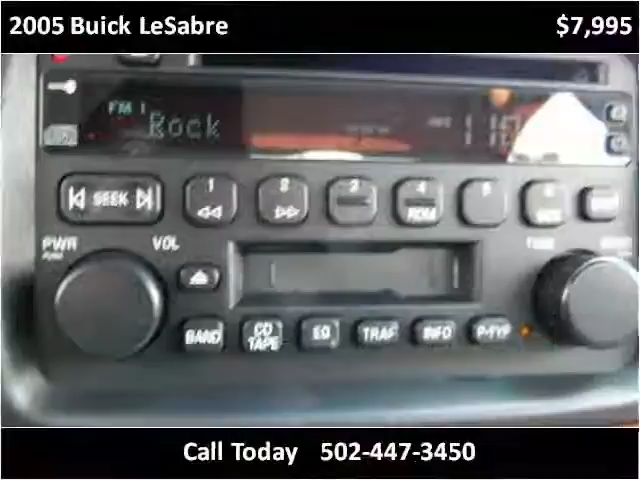 2005 Buick LeSabre $7,995
FM 1
Rock
SEEK 1 2 3 4 5 6
RDM
PWR VOL
BAND CD TAPE EQ TRAF INFO P-TYP
Call Today 502-447-3450